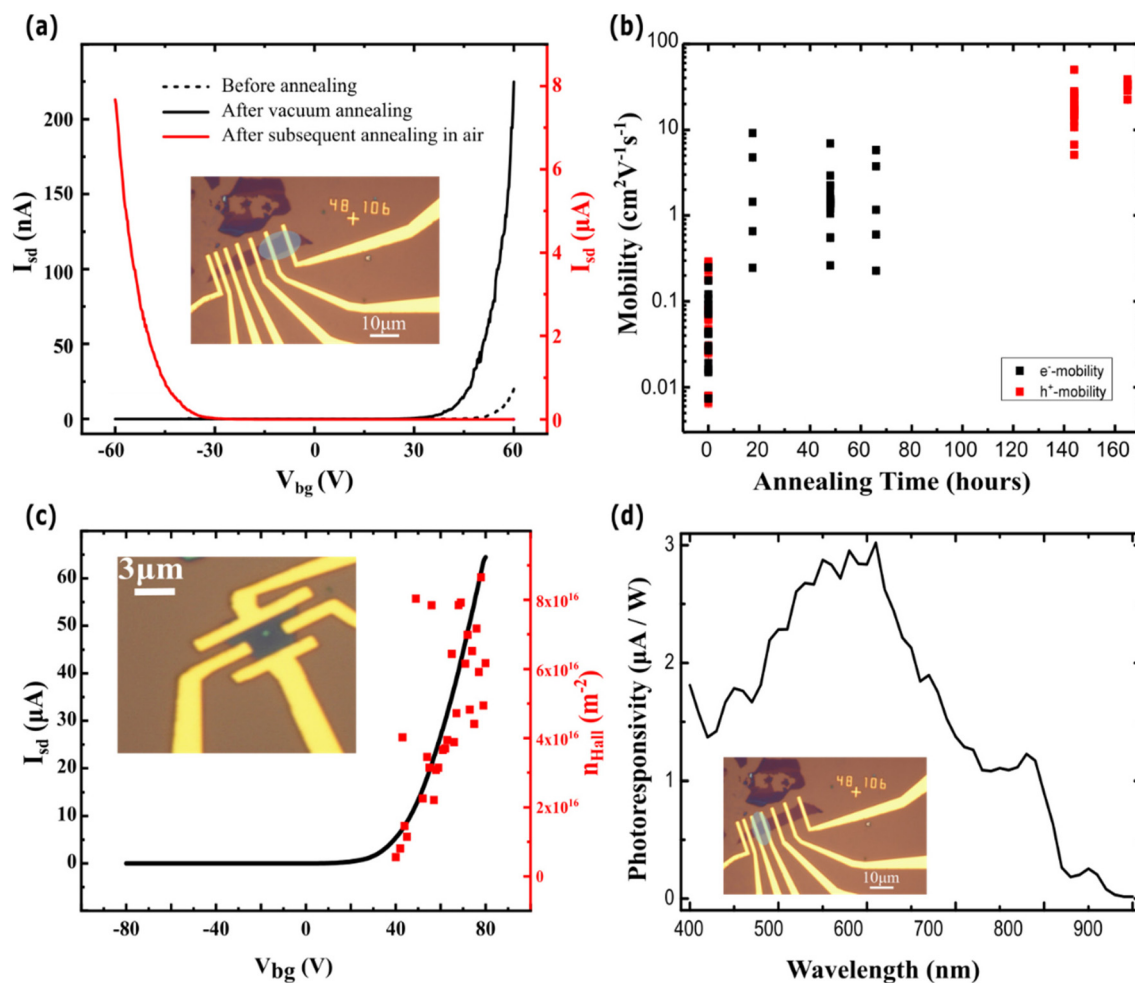 (a)
I_sd (nA)
200
150
100
50
0
-60
-30
0
30
60
V_bg (V)
Before annealing
After vacuum annealing
After subsequent annealing in air
48 106
10μm
8
6
4
2
0
I_sd (μA)
(b)
Mobility (cm²V⁻¹s⁻¹)
100
10
1
0.1
0.01
0
20
40
60
80
100
120
140
160
Annealing Time (hours)
e⁻-mobility
h⁺-mobility
(c)
I_sd (μA)
60
50
40
30
20
10
0
-80
-40
0
40
80
V_bg (V)
3μm
8x10¹⁶
6x10¹⁶
4x10¹⁶
2x10¹⁶
0
n_Hall (m⁻²)
(d)
Photoresponsivity (μA / W)
3
2
1
0
400
500
600
700
800
900
Wavelength (nm)
48 106
10μm